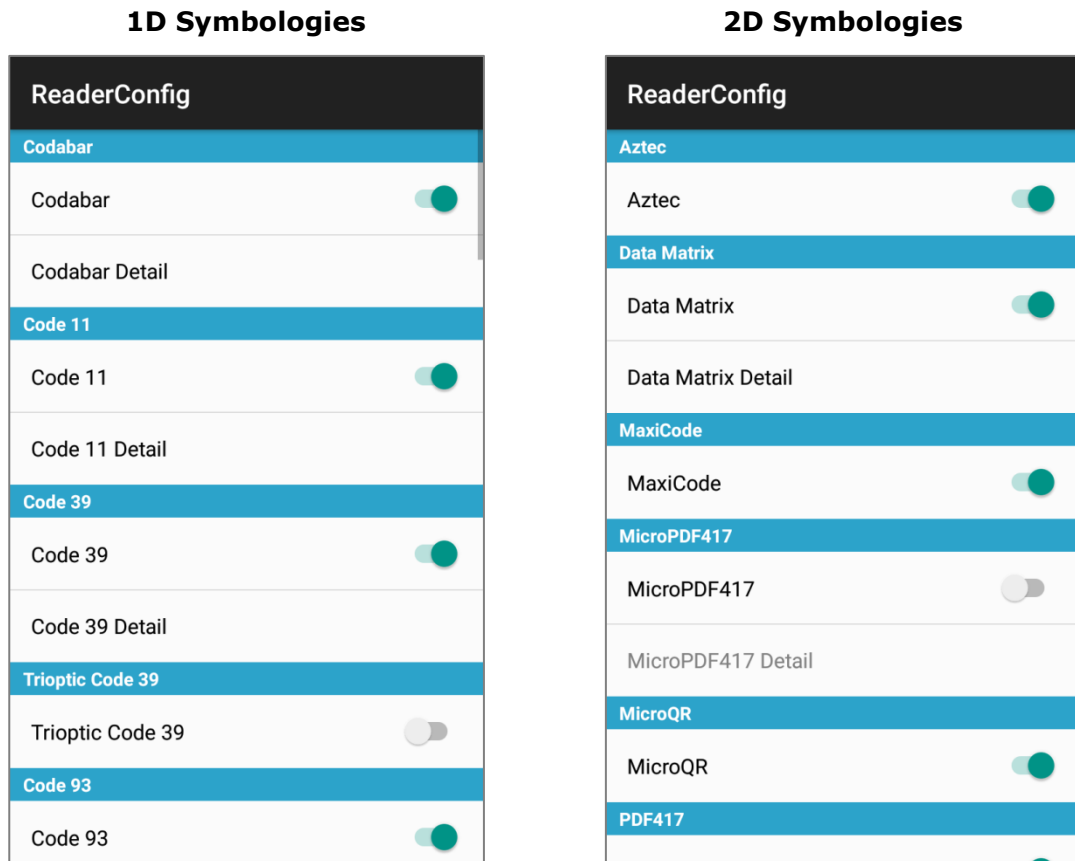 1D Symbologies
ReaderConfig
Codabar
Codabar
Codabar Detail
Code 11
Code 11
Code 11 Detail
Code 39
Code 39
Code 39 Detail
Trioptic Code 39
Trioptic Code 39
Code 93
Code 93
2D Symbologies
ReaderConfig
Aztec
Aztec
Data Matrix
Data Matrix
Data Matrix Detail
MaxiCode
MaxiCode
MicroPDF417
MicroPDF417
MicroPDF417 Detail
MicroQR
MicroQR
PDF417